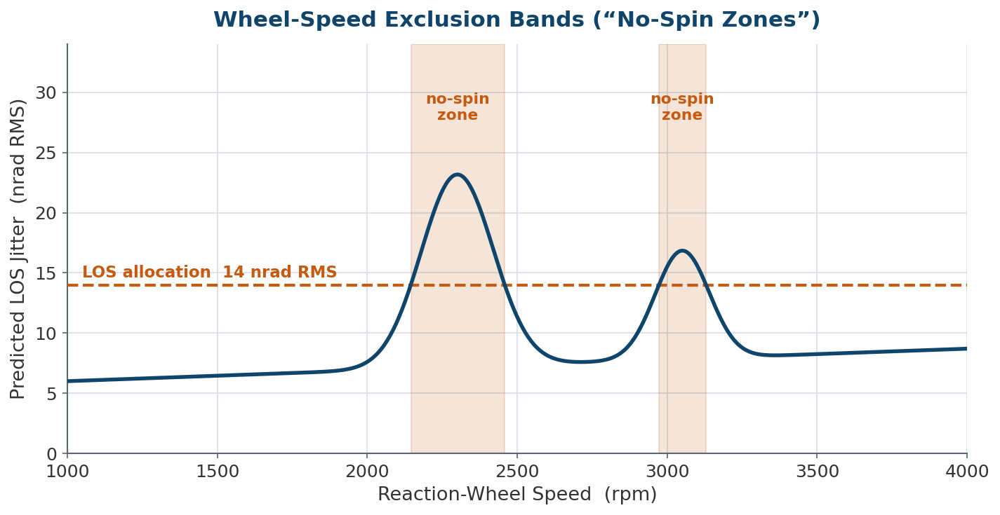 Wheel-Speed Exclusion Bands (“No-Spin Zones”)
Predicted LOS Jitter (nrad RMS)
30
25
20
15
10
5
0
no-spin
zone
no-spin
zone
LOS allocation 14 nrad RMS
1000 1500 2000 2500 3000 3500 4000
Reaction-Wheel Speed (rpm)